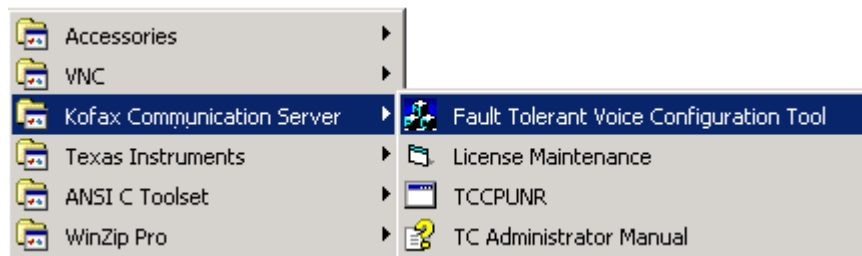 Accessories
VNC
Kofax Communication Server
Fault Tolerant Voice Configuration Tool
Texas Instruments
License Maintenance
ANSI C Toolset
TCCPUNR
WinZip Pro
TC Administrator Manual